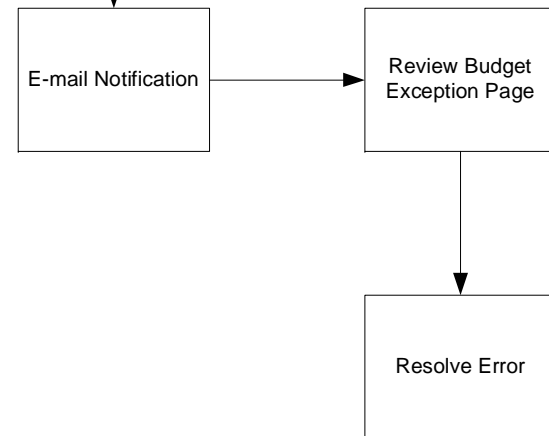 E-mail Notification
Review Budget
Exception Page
Resolve Error